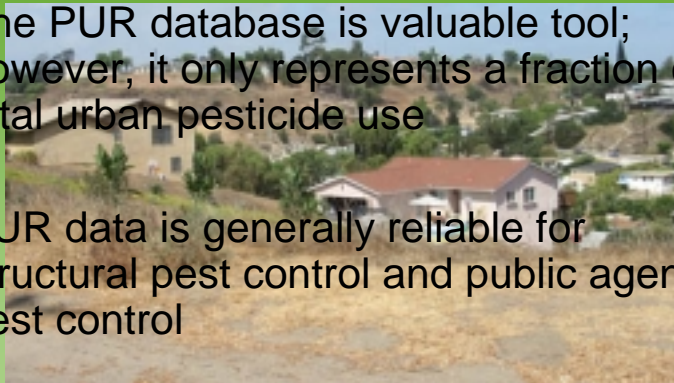 he PUR database is valuable tool;
owever, it only represents a fraction
tal urban pesticide use
UR data is generally reliable for
ructural pest control and public agen
est control